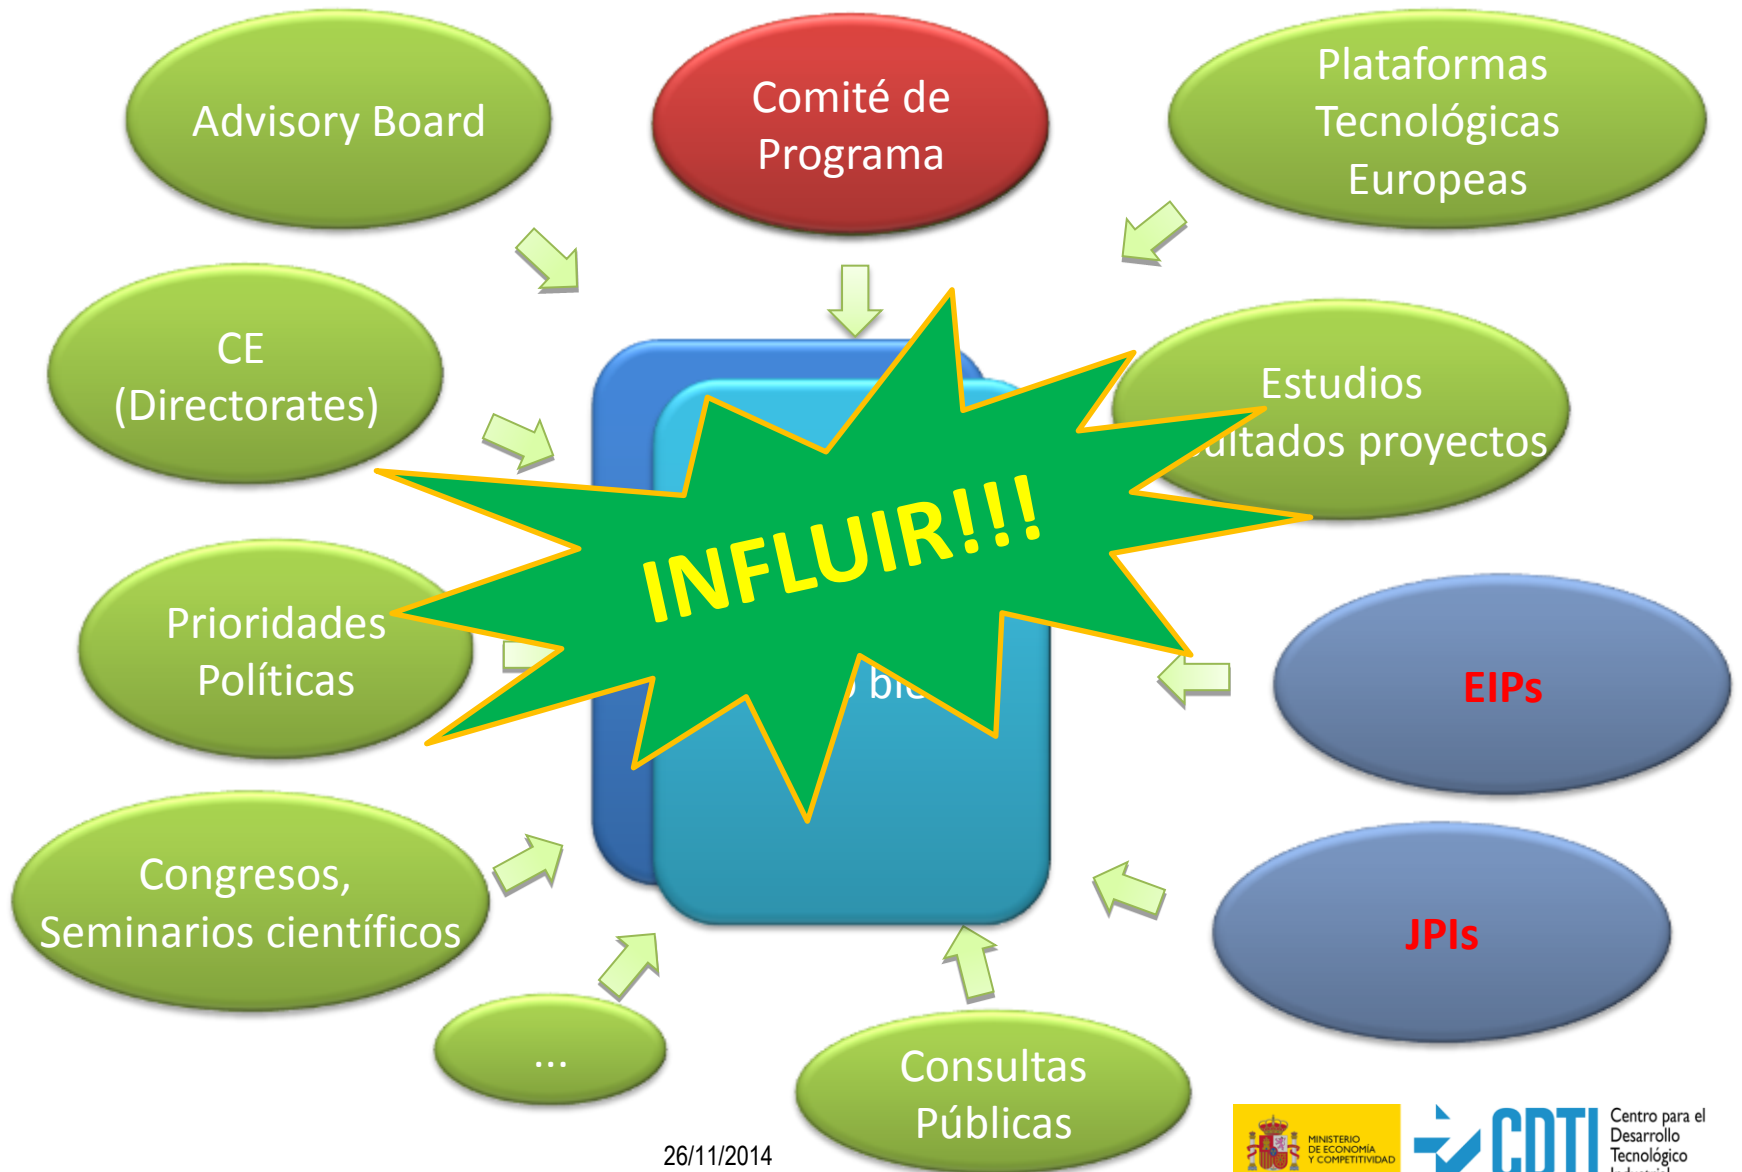 Advisory Board
Comité de
Programa
Plataformas
Tecnológicas
Europeas
CE
(Directorates)
Estudios
proyectos
INFLUIR!!!
Prioridades
Políticas
EIPs
Congresos,
Seminarios científicos
JPIs
...
Consultas
Públicas
26/11/2014
MINISTERIO
DE ECONOMÍA
Y COMPETITIVIDAD
CDTI
Centro para el
Desarrollo
Tecnológico